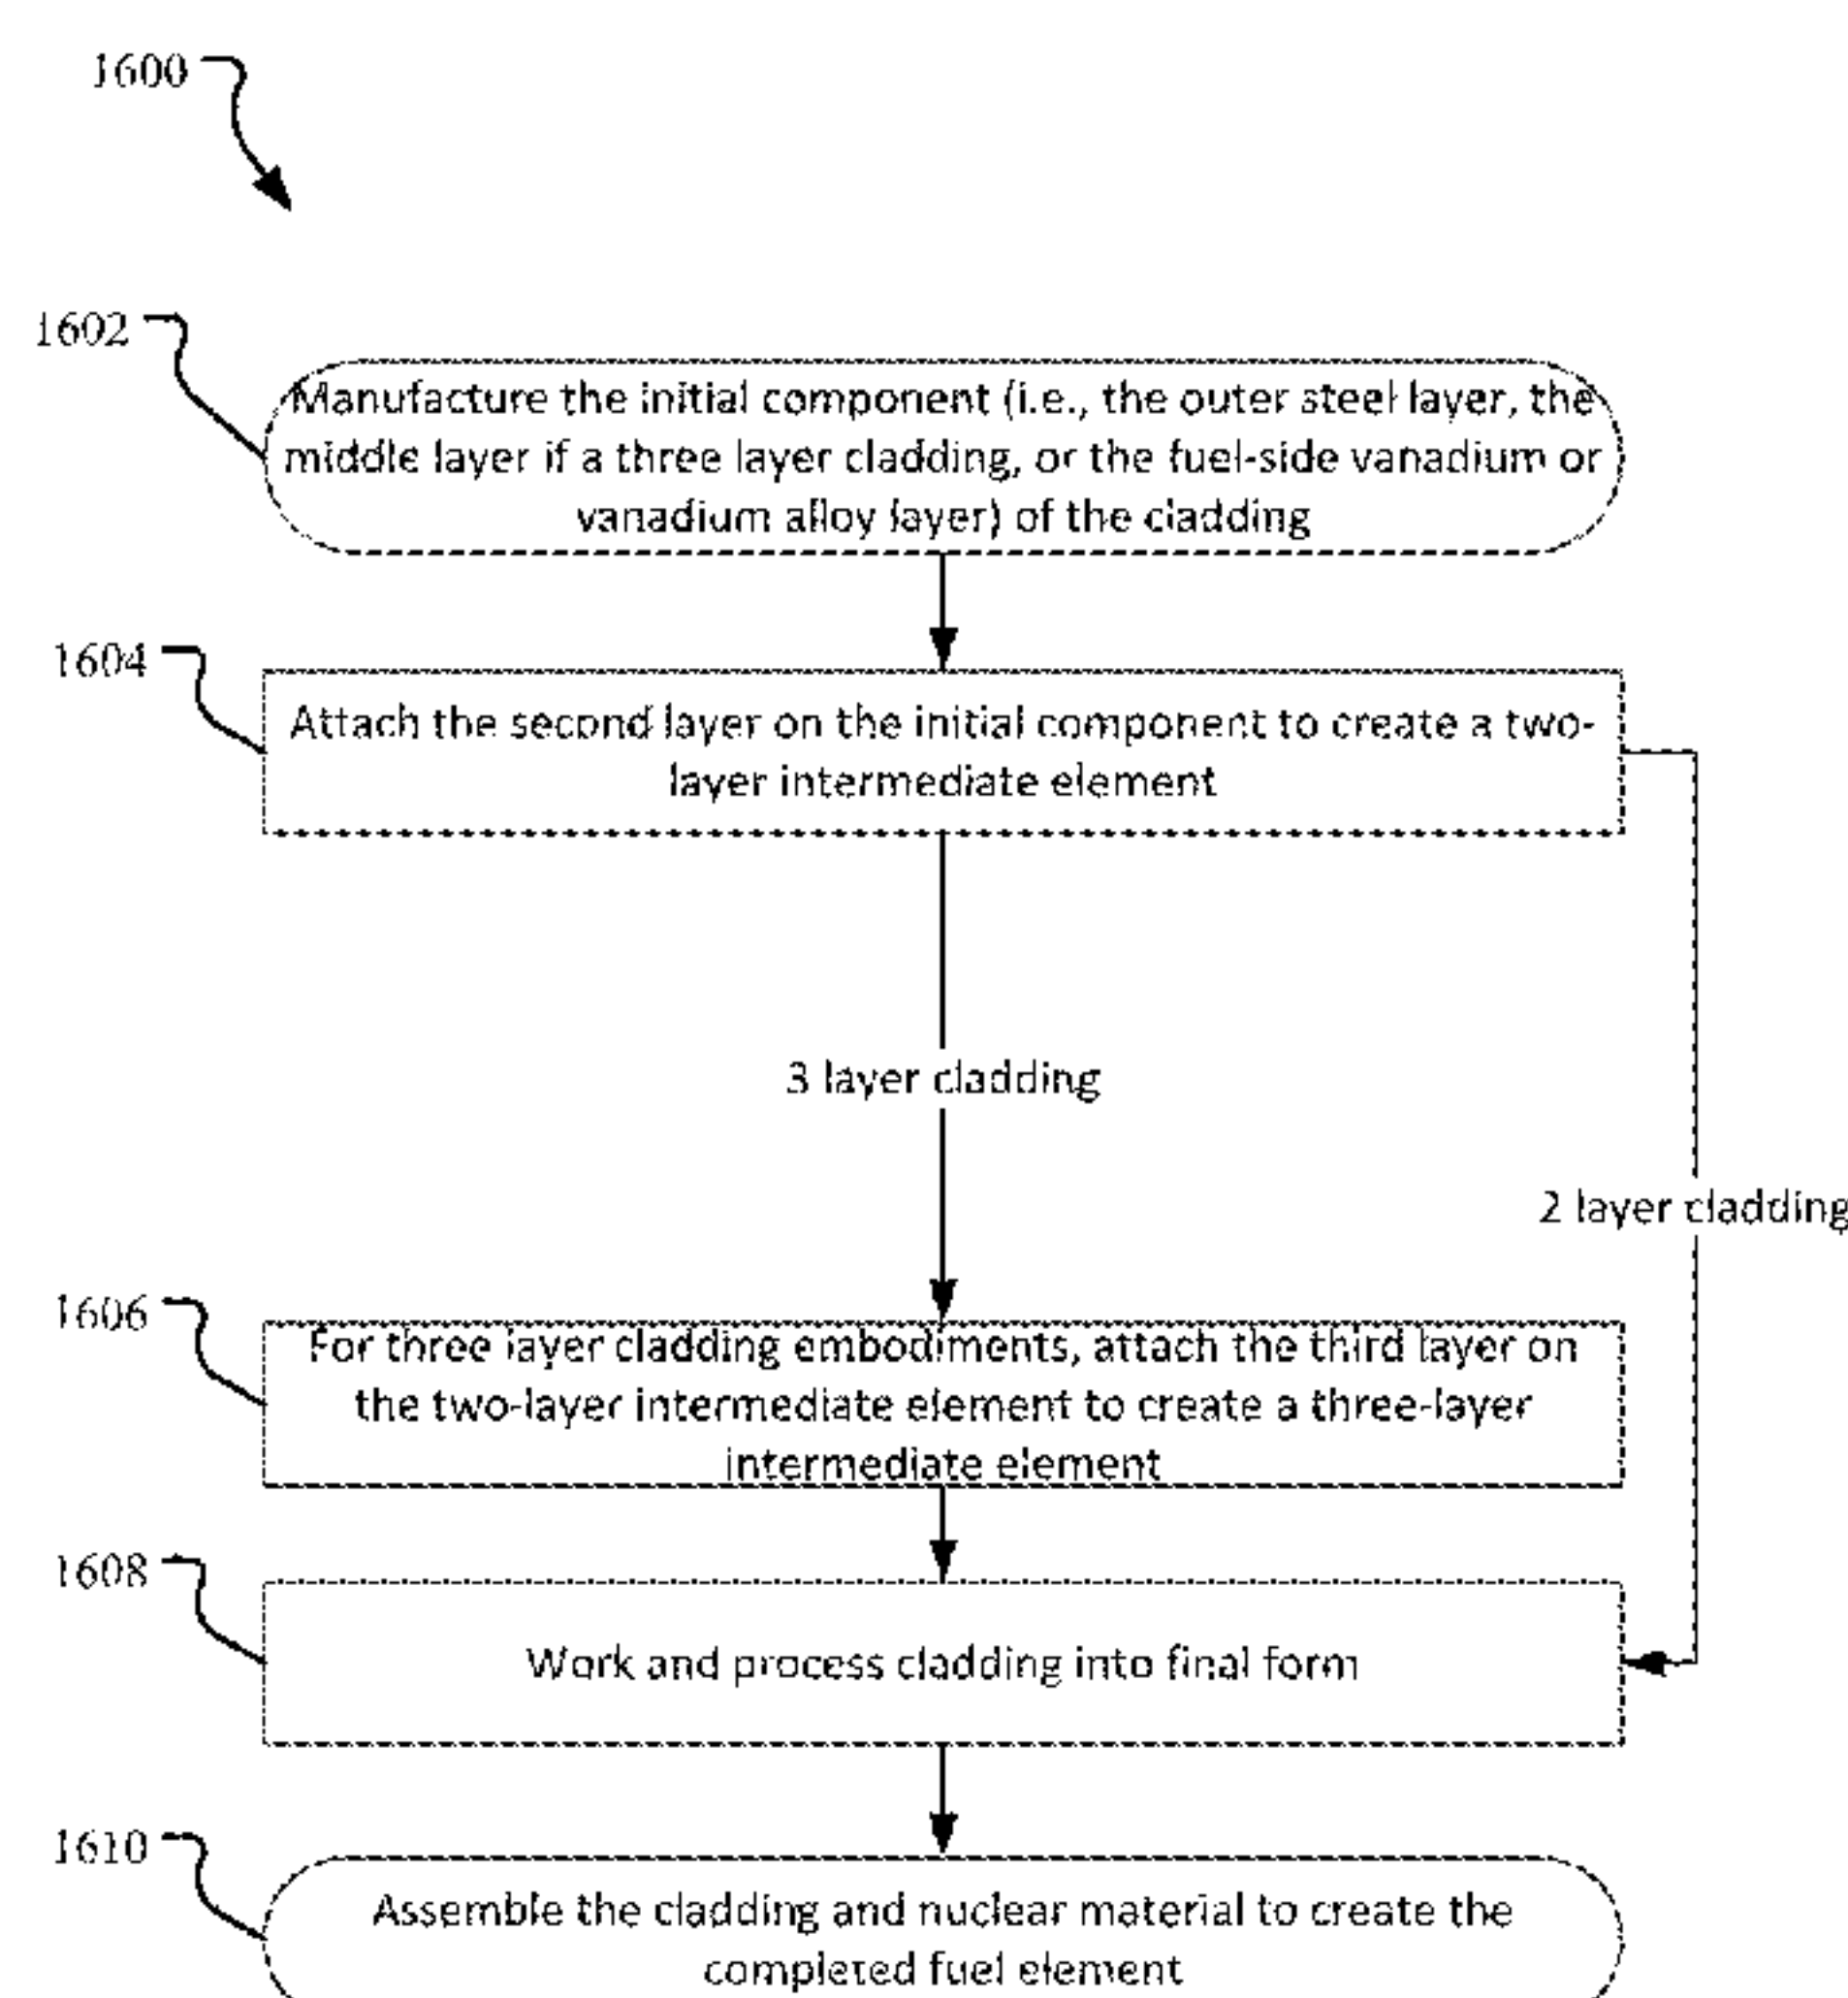 1600
1602
Manufacture the initial component (i.e., the outer steel layer, the
middle layer if a three layer cladding, or the fuel-side vanadium or
vanadium alloy layer) of the cladding
1604
Attach the second layer on the initial component to create a two-
layer intermediate element
3 layer cladding
2 layer cladding
1606
For three layer cladding embodiments, attach the third layer on
the two-layer intermediate element to create a three-layer
intermediate element
1608
Work and process cladding into final form
1610
Assemble the cladding and nuclear material to create the
completed fuel element